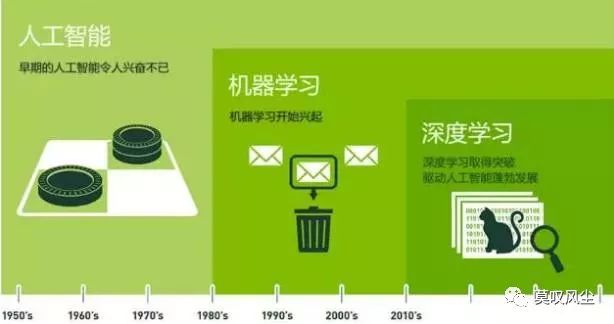 人工智能
早期的人工智能令人兴奋不已
机器学习
机器学习开始兴起
深度学习
深度学习取得突破
驱动人工智能蓬勃发展
1950's 1960's 1970's 1980's 1990's 2000's 2010's
莫叹风尘